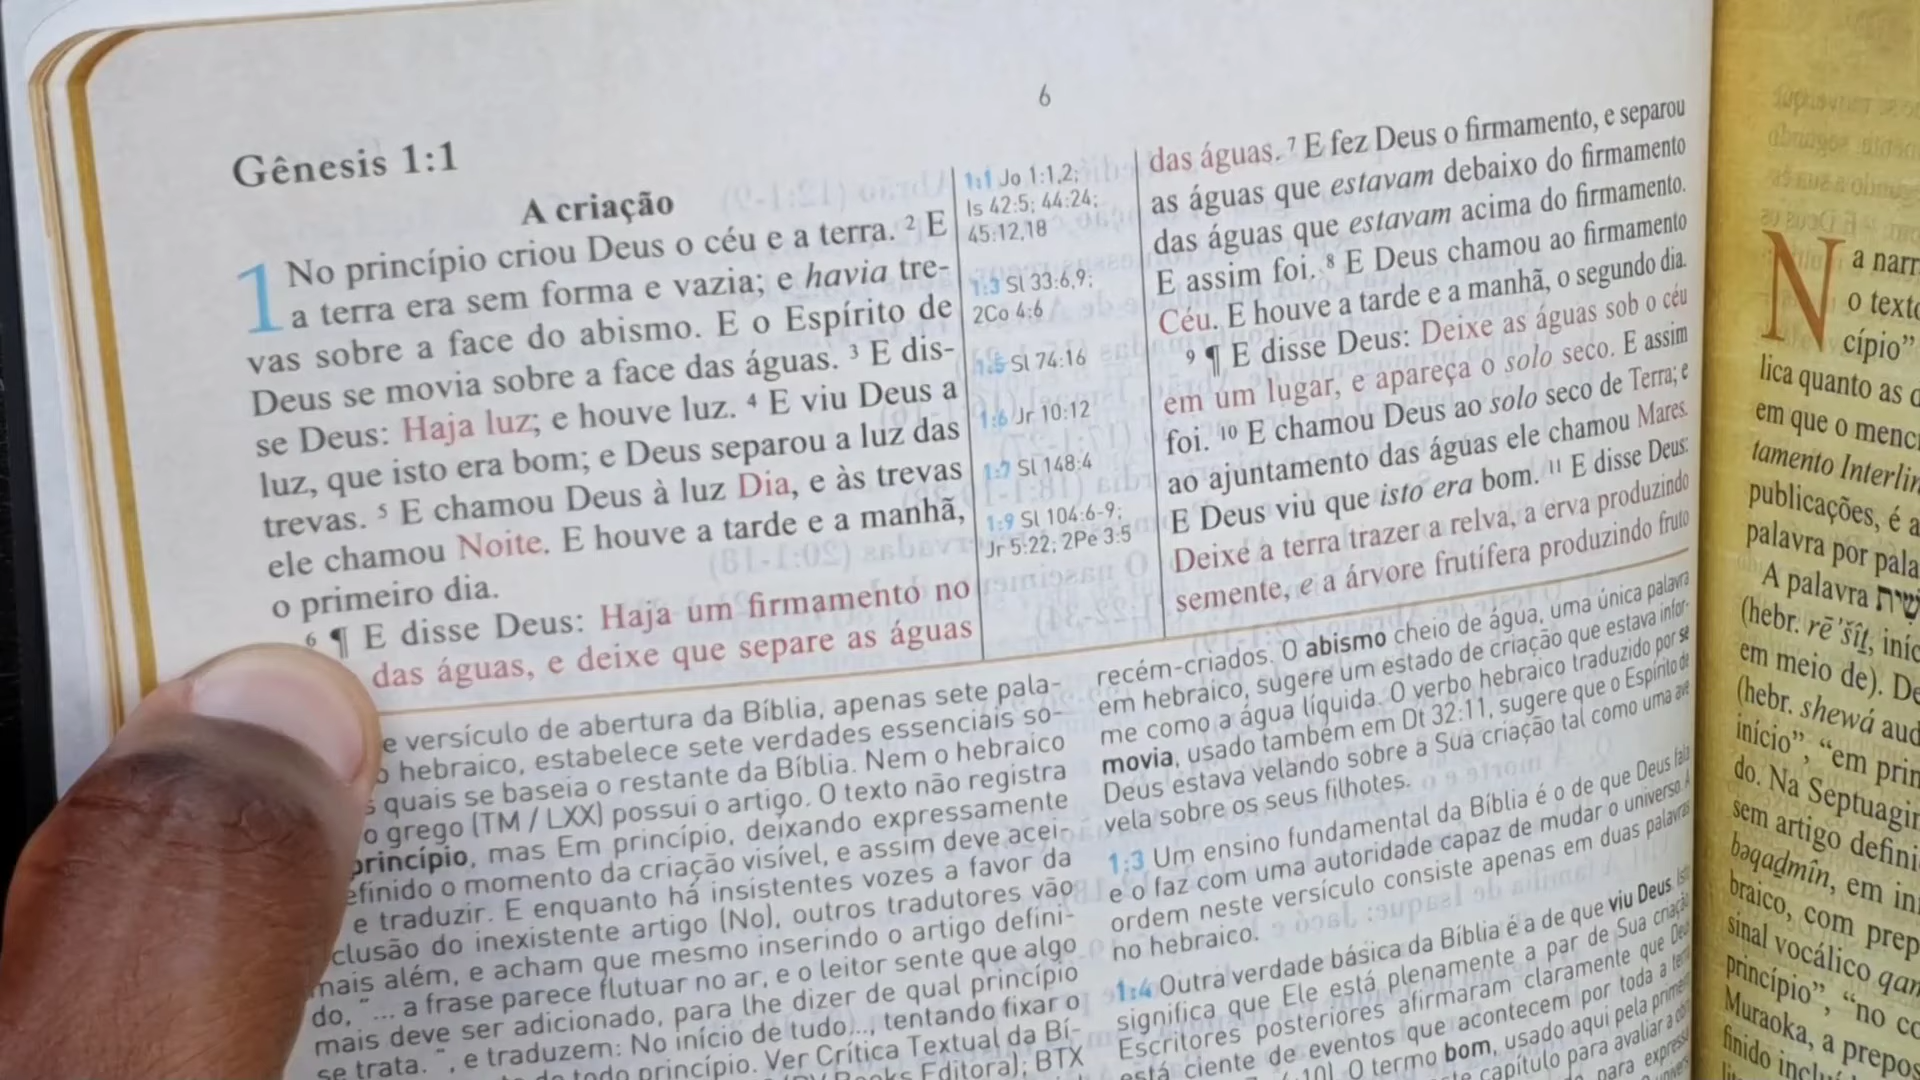 6
Gênesis 1:1
A criação
1 No princípio criou Deus o céu e a terra. 2 E
a terra era sem forma e vazia; e havia tre-
vas sobre a face do abismo. E o Espírito de
Deus se movia sobre a face das águas. 3 E dis-
se Deus: Haja luz; e houve luz. 4 E viu Deus a
luz, que isto era bom; e Deus separou a luz das
trevas. 5 E chamou Deus à luz Dia, e às trevas
ele chamou Noite. E houve a tarde e a manhã,
o primeiro dia.
6 ¶ E disse Deus: Haja um firmamento no
das águas, e deixe que separe as águas
1:1 Jo 1:1,2;
Is 42:5; 44:24;
45:12,18
1:3 Sl 33:6,9;
2Co 4:6
1:5 Sl 74:16
1:6 Jr 10:12
1:7 Sl 148:4
1:9 Sl 104:6-9;
Jr 5:22; 2Pe 3:5
das águas. 7 E fez Deus o firmamento, e separou
as águas que estavam debaixo do firmamento
das águas que estavam acima do firmamento.
E assim foi. 8 E Deus chamou ao firmamento
Céu. E houve a tarde e a manhã, o segundo dia.
9 ¶ E disse Deus: Deixe as águas sob o céu
em um lugar, e apareça o solo seco. E assim
foi. 10 E chamou Deus ao solo seco de Terra; e
ao ajuntamento das águas ele chamou Mares.
E Deus viu que isto era bom. 11 E disse Deus:
Deixe a terra trazer a relva, a erva produzindo
semente, e a árvore frutífera produzindo fruto
e versículo de abertura da Bíblia, apenas sete pala-
hebraico, estabelece sete verdades essenciais so-
quais se baseia o restante da Bíblia. Nem o hebraico
o grego (TM / LXX) possui o artigo. O texto não registra
princípio, mas Em princípio, deixando expressamente
efinido o momento da criação visível, e assim deve acei-
e traduzir. E enquanto há insistentes vozes a favor da
clusão do inexistente artigo (No), outros tradutores vão
mais além, e acham que mesmo inserindo o artigo defini-
do, "... a frase parece flutuar no ar, e o leitor sente que algo
mais deve ser adicionado, para lhe dizer de qual princípio
se trata.", e traduzem: No início de tudo..., tentando fixar o
de todo princípio. Ver Crítica Textual da Bí-
Books Editora); BTX
recém-criados. O abismo cheio de água, uma única palavra
em hebraico, sugere um estado de criação que estava infor-
me como a água líquida. O verbo hebraico traduzido por se
movia, usado também em Dt 32:11, sugere que o Espírito de
Deus estava velando sobre a Sua criação tal como uma ave
vela sobre os seus filhotes.
1:3 Um ensino fundamental da Bíblia é o de que Deus fala
e o faz com uma autoridade capaz de mudar o universo. A
ordem neste versículo consiste apenas em duas palavras
no hebraico.
1:4 Outra verdade básica da Bíblia é a de que viu Deus. Isto
significa que Ele está plenamente a par de Sua criação
Escritores posteriores afirmaram claramente que Deus
está ciente de eventos que acontecem por toda a terra
O termo bom, usado aqui pela primeira
capítulo para avaliar a
para
Na narr
o texto
cípio"
lica quanto as
em que o menci
tamento Interlin
publicações, é a
palavra por pala
A palavra
(hebr. rē'šît, iníc
em meio de). De
(hebr. shewá aud
início", "em prin
do. Na Septuagin
sem artigo defini
bəqadmîn, em ini
braico, com prep
sinal vocálico qam
princípio", "no co
Muraoka, a prepos
finido inclu